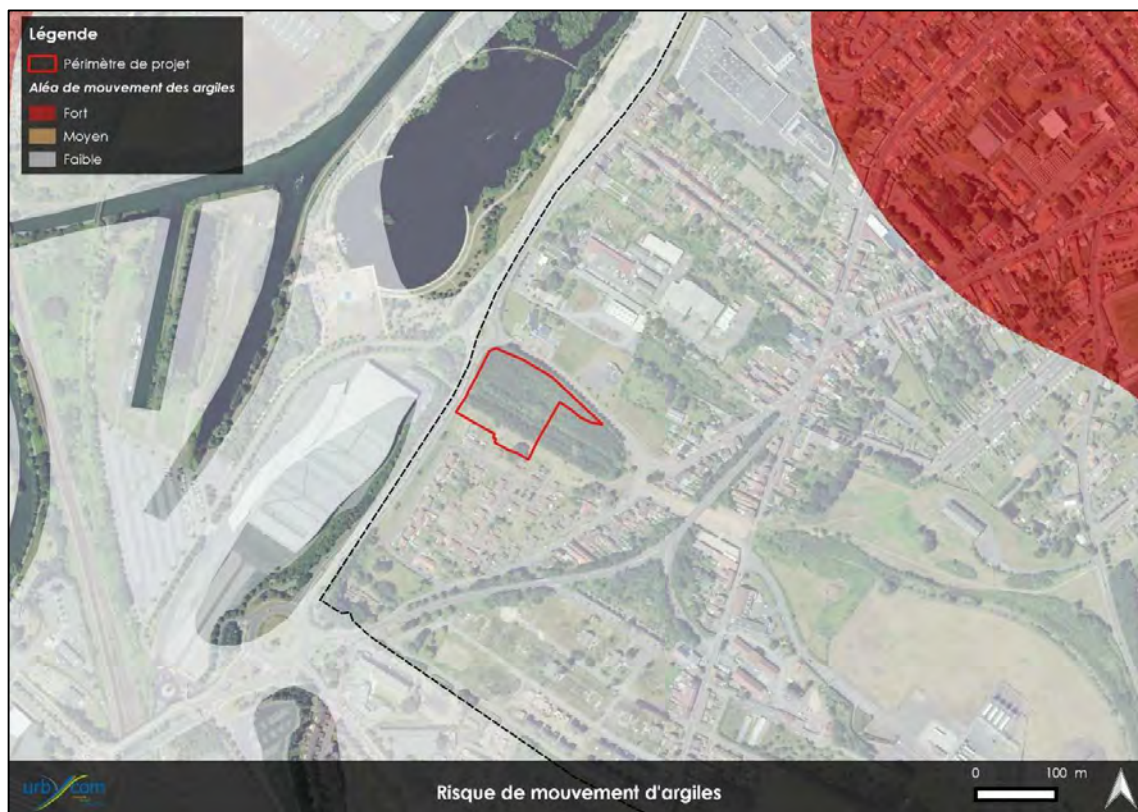 Légende
Périmètre de projet
Aléa de mouvement des argiles
Fort
Moyen
Faible
urbycom
Risque de mouvement d'argiles
0 100 m